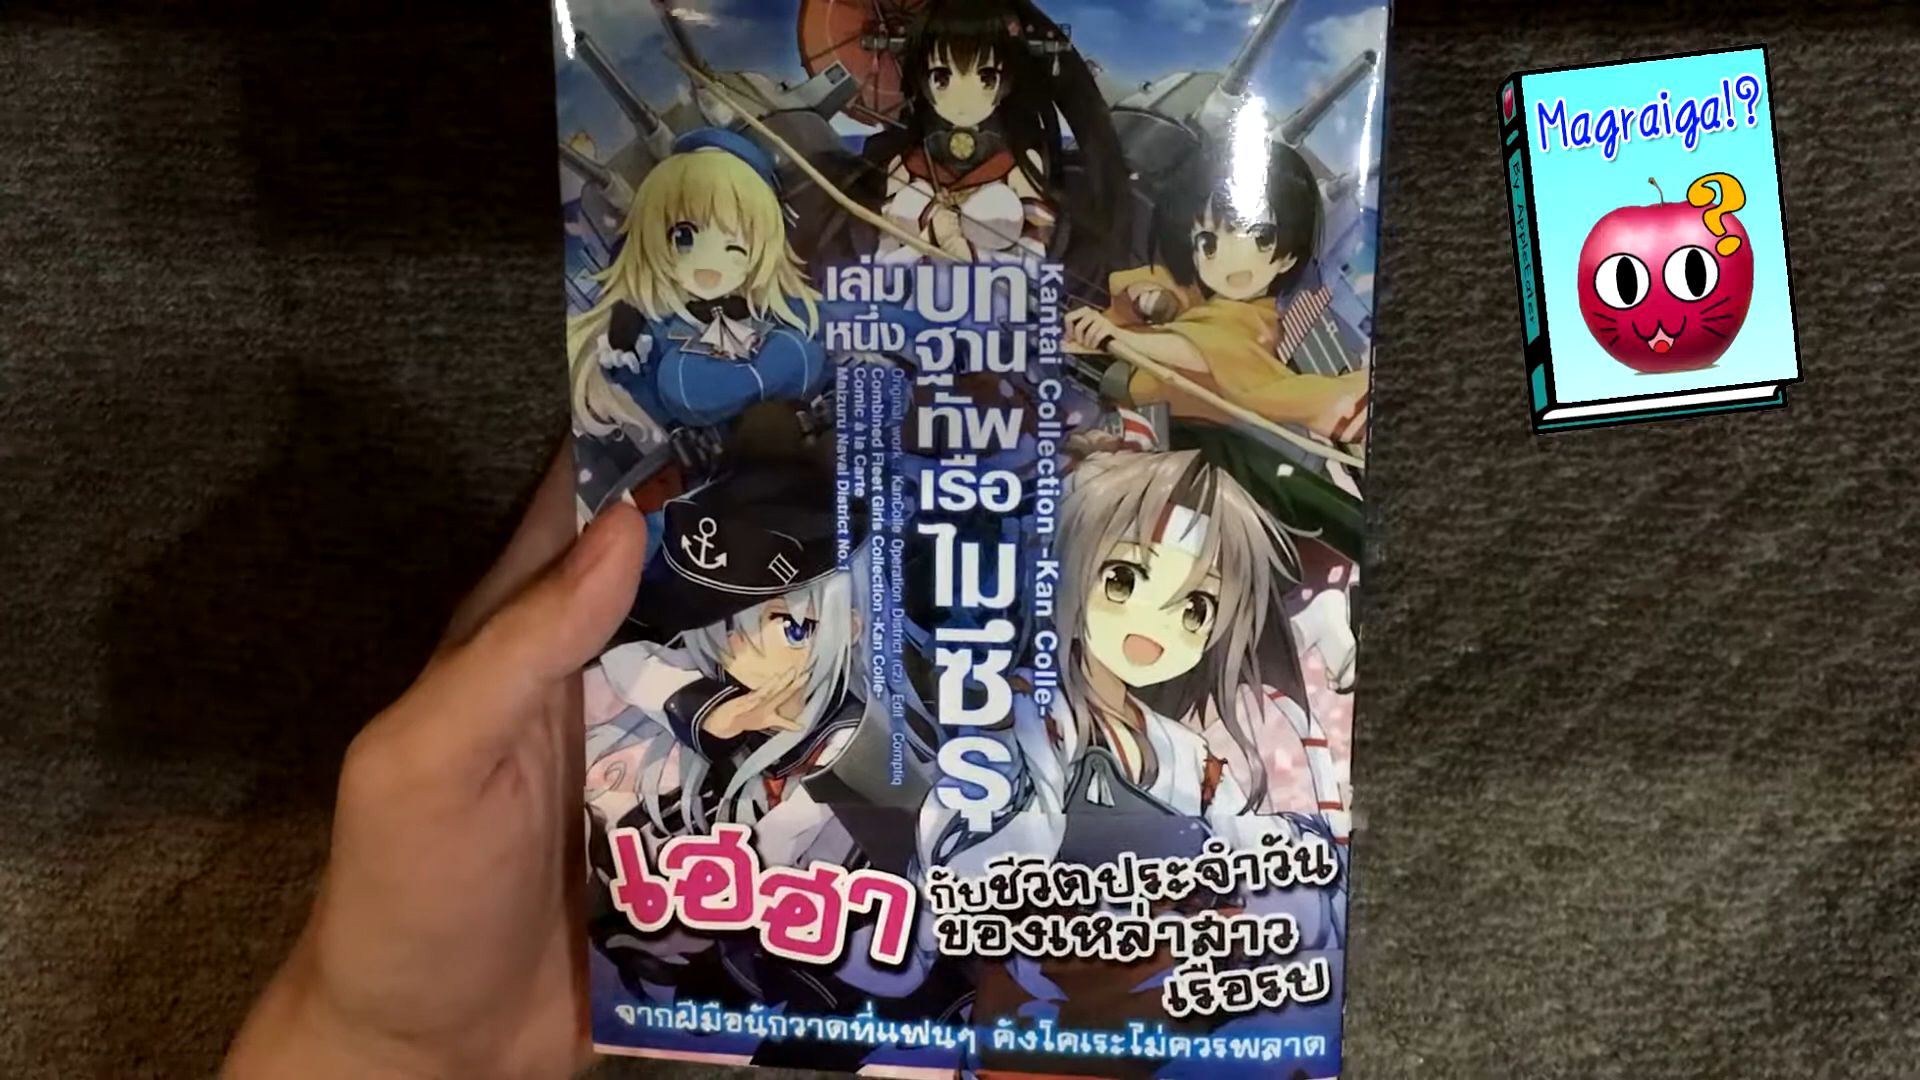 เล่ม
หนึ่ง
บท
ฐาน
ทัพ
เรือ
ไม
ซึ
รุ
Kantai Collection -Kan Colle-
Original work : KanColle Operation District (C2) Edit : Comptiq
Combined Fleet Girls Collection -Kan Colle-
Comic à la Carte
Maizuru Naval District No.1
III
เฮฮา
กับชีวิตประจำวัน
ของเหล่าสาว
เรือรบ
จากฝีมือนักวาดที่แฟนๆ คังโคเระไม่ควรพลาด
Magraiga!?
?
By AppleEater